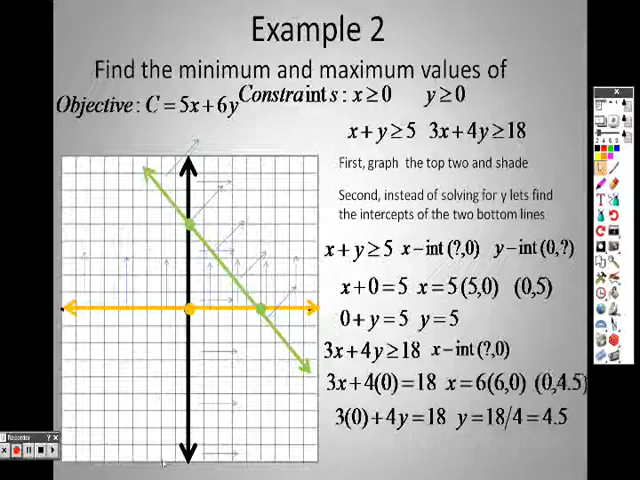 Example 2
Find the minimum and maximum values of
Objective: C = 5x + 6y Constraints: x ≥ 0 y ≥ 0
x + y ≥ 5 3x + 4y ≥ 18
First, graph the top two and shade
Second, instead of solving for y lets find
the intercepts of the two bottom lines
x + y ≥ 5 x − int (?,0) y − int (0,?)
x + 0 = 5 x = 5 (5,0) (0,5)
0 + y = 5 y = 5
3x + 4y ≥ 18 x − int (?,0)
3x + 4(0) = 18 x = 6 (6,0) (0,4.5)
3(0) + 4y = 18 y = 18/4 = 4.5
Recorder